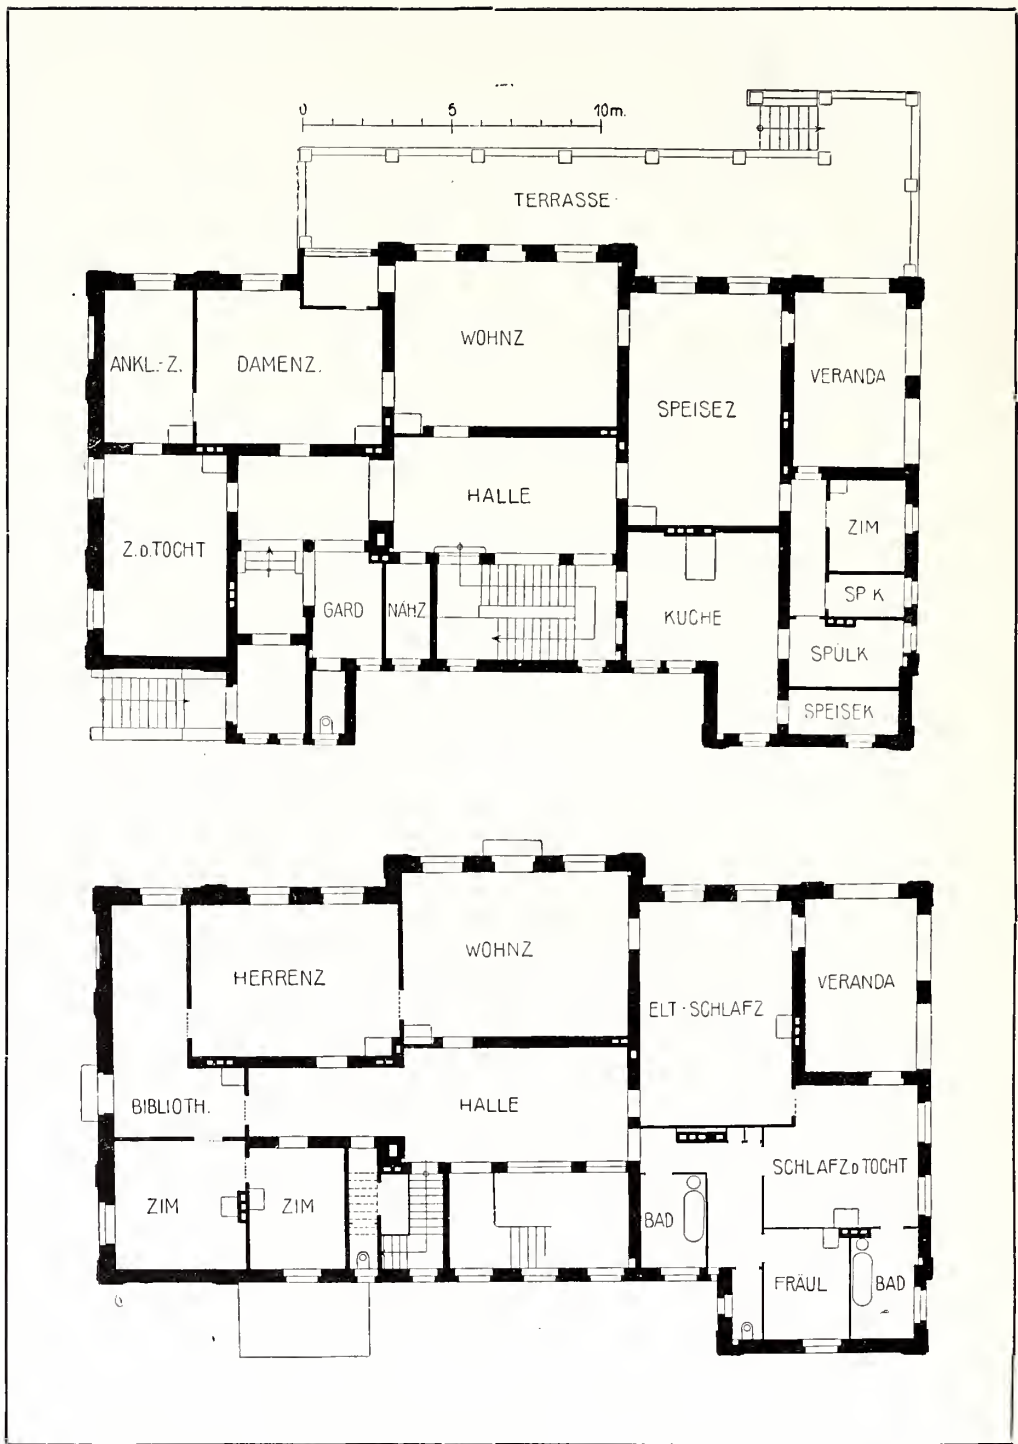 0 5 10m.
TERRASSE
WOHNZ
ANKL.-Z. DAMENZ.
VERANDA
SPEISEZ
HALLE
ZIM
Z.D.TOCHT
SP.K
GARD NÄHZ
KUCHE
SPÜLK
SPEISEK
WOHNZ
HERRENZ
VERANDA
ELT-SCHLAFZ
BIBLIOTH. HALLE
SCHLAFZ D TOCHT
ZIM ZIM
BAD
FRÄUL BAD